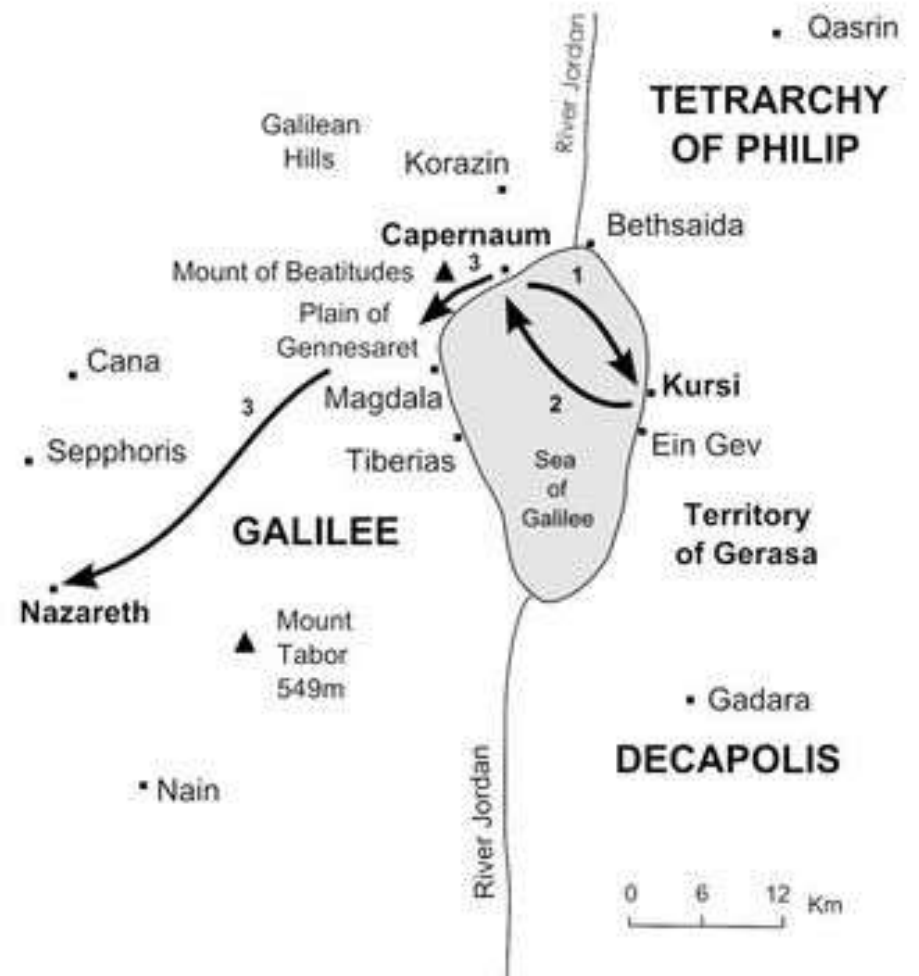 Qasrin
River Jordan
TETRARCHY
OF PHILIP
Galilean
Hills
Korazin
Bethsaida
Capernaum
3
1
Mount of Beatitudes
Plain of
Gennesaret
Cana
Magdala
Kursi
3
2
Sepphoris
Tiberias
Ein Gev
Sea
of
Galilee
GALILEE
Territory
of Gerasa
Nazareth
Mount
Tabor
549m
Gadara
DECAPOLIS
Nain
River Jordan
0 6 12 Km